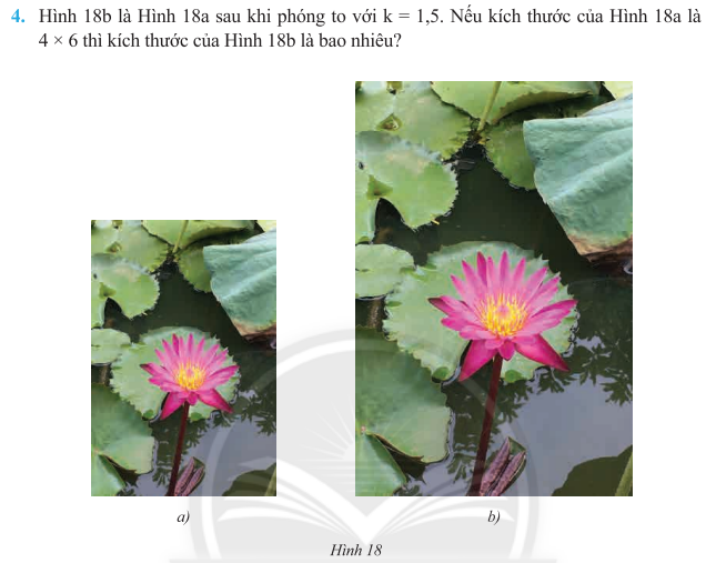 4. Hình 18b là Hình 18a sau khi phóng to với k = 1,5. Nếu kích thước của Hình 18a là
4 × 6 thì kích thước của Hình 18b là bao nhiêu?
a)
b)
Hình 18